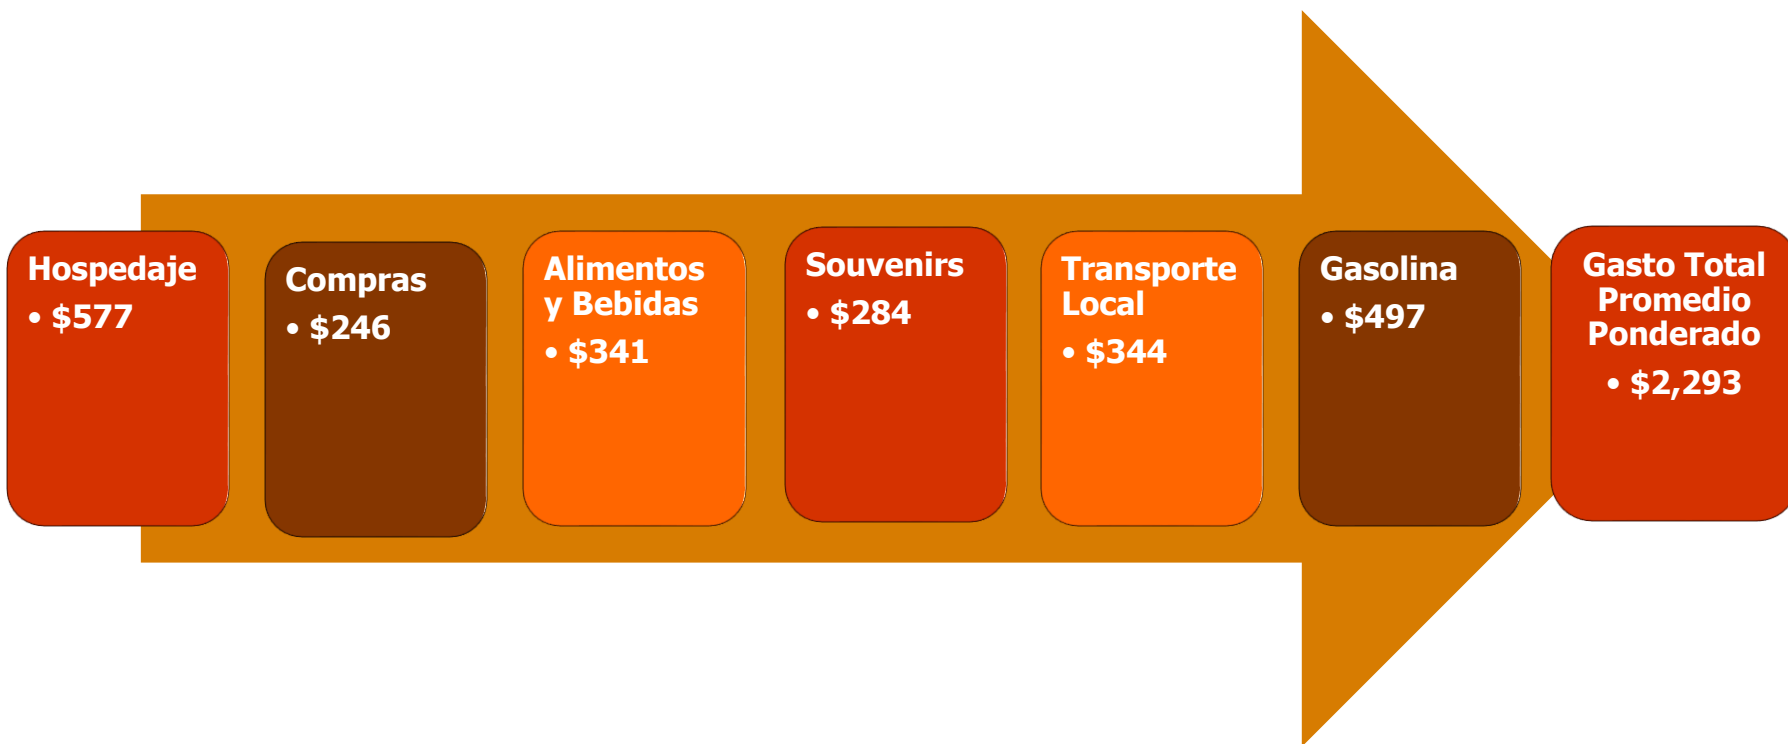 Hospedaje
• $577
Compras
• $246
Alimentos
y Bebidas
• $341
Souvenirs
• $284
Transporte
Local
• $344
Gasolina
• $497
Gasto Total
Promedio
Ponderado
• $2,293